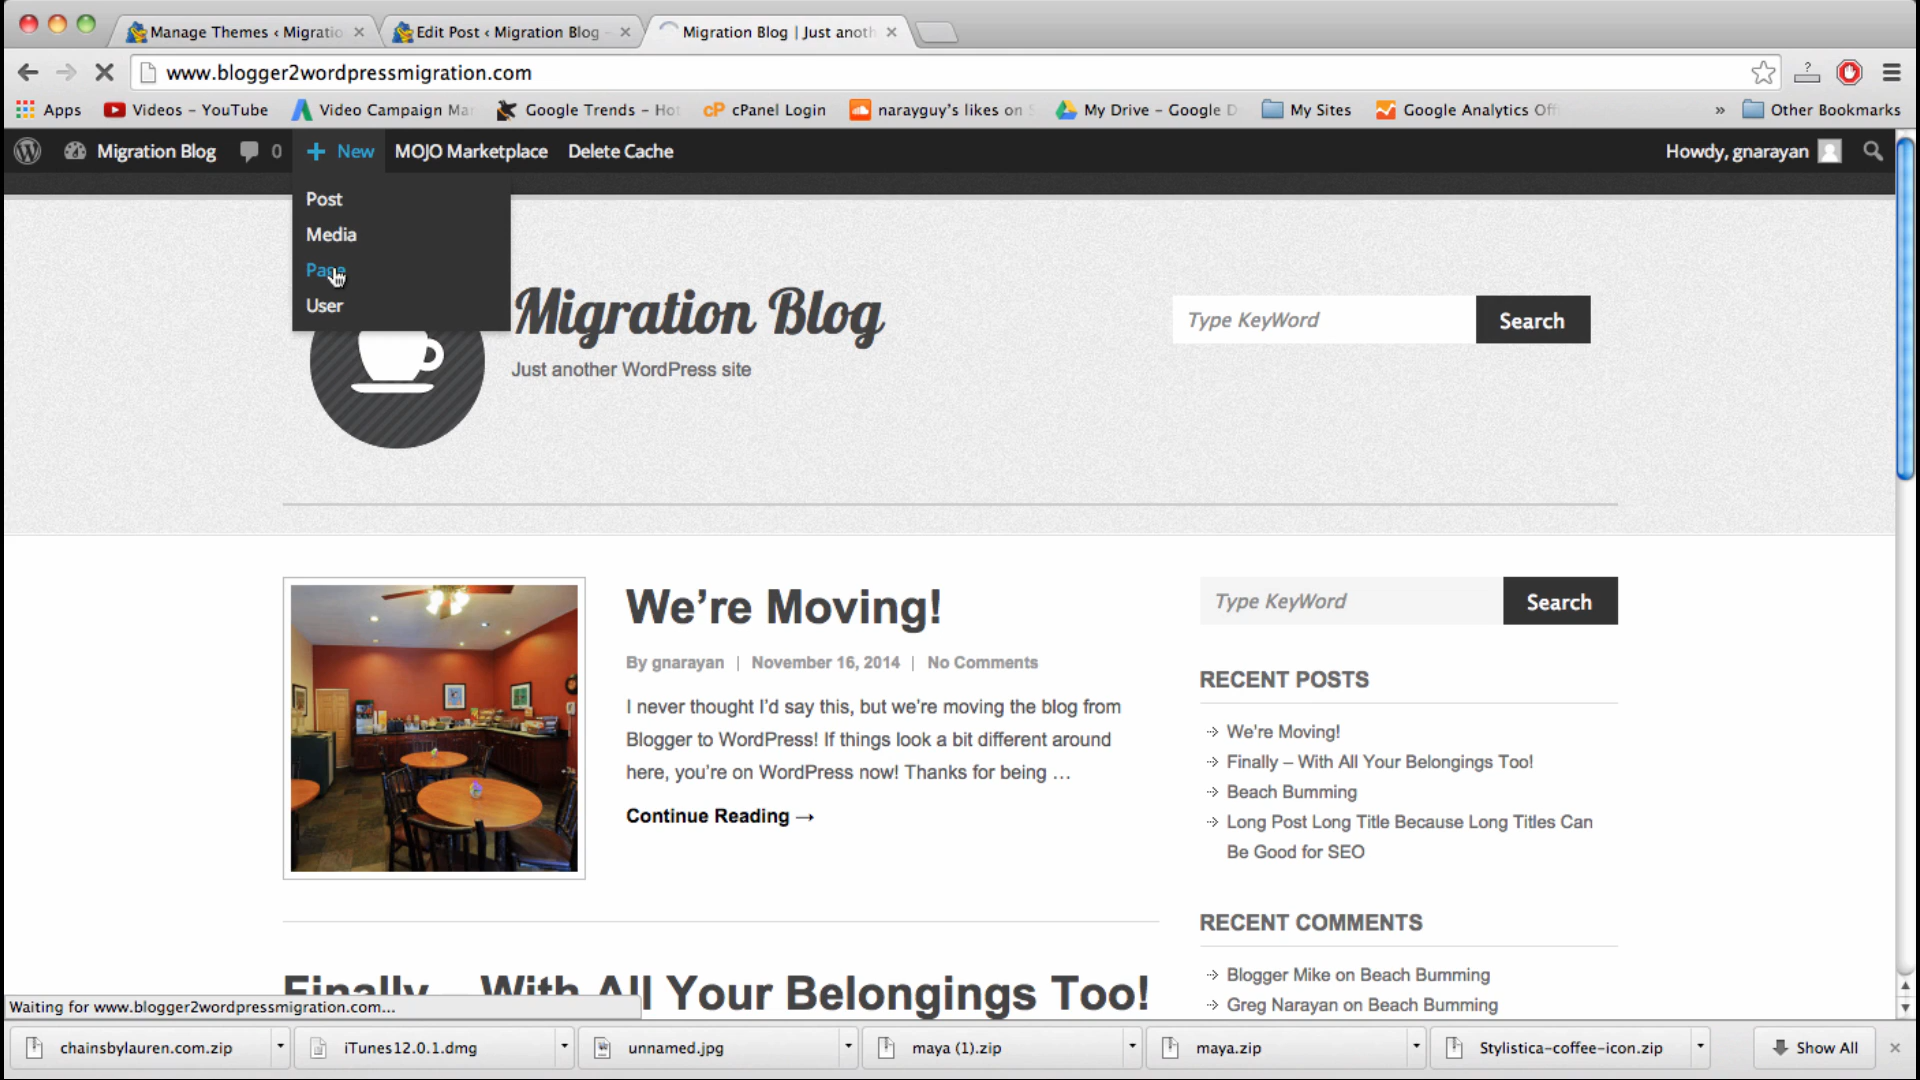 Manage Themes ‹ Migratio
Edit Post ‹ Migration Blog –
Migration Blog | Just anoth
www.blogger2wordpressmigration.com
?
Apps
Videos – YouTube
Video Campaign Ma
Google Trends – Ho
cP cPanel Login
narayguy's likes on
My Drive – Google D
My Sites
Google Analytics Off
»
Other Bookmarks
Migration Blog
0
+ New
MOJO Marketplace
Delete Cache
Howdy, gnarayan
Post
Media
Page
User
Migration Blog
Just another WordPress site
Type KeyWord
Search
We're Moving!
By gnarayan | November 16, 2014 | No Comments
I never thought I'd say this, but we're moving the blog from
Blogger to WordPress! If things look a bit different around
here, you're on WordPress now! Thanks for being …
Continue Reading →
Finally – With All Your Belongings Too!
Type KeyWord
Search
RECENT POSTS
We're Moving!
Finally – With All Your Belongings Too!
Beach Bumming
Long Post Long Title Because Long Titles Can
Be Good for SEO
RECENT COMMENTS
Blogger Mike on Beach Bumming
Greg Narayan on Beach Bumming
Waiting for www.blogger2wordpressmigration.com...
chainsbylauren.com.zip
iTunes12.0.1.dmg
unnamed.jpg
maya (1).zip
maya.zip
Stylistica-coffee-icon.zip
Show All